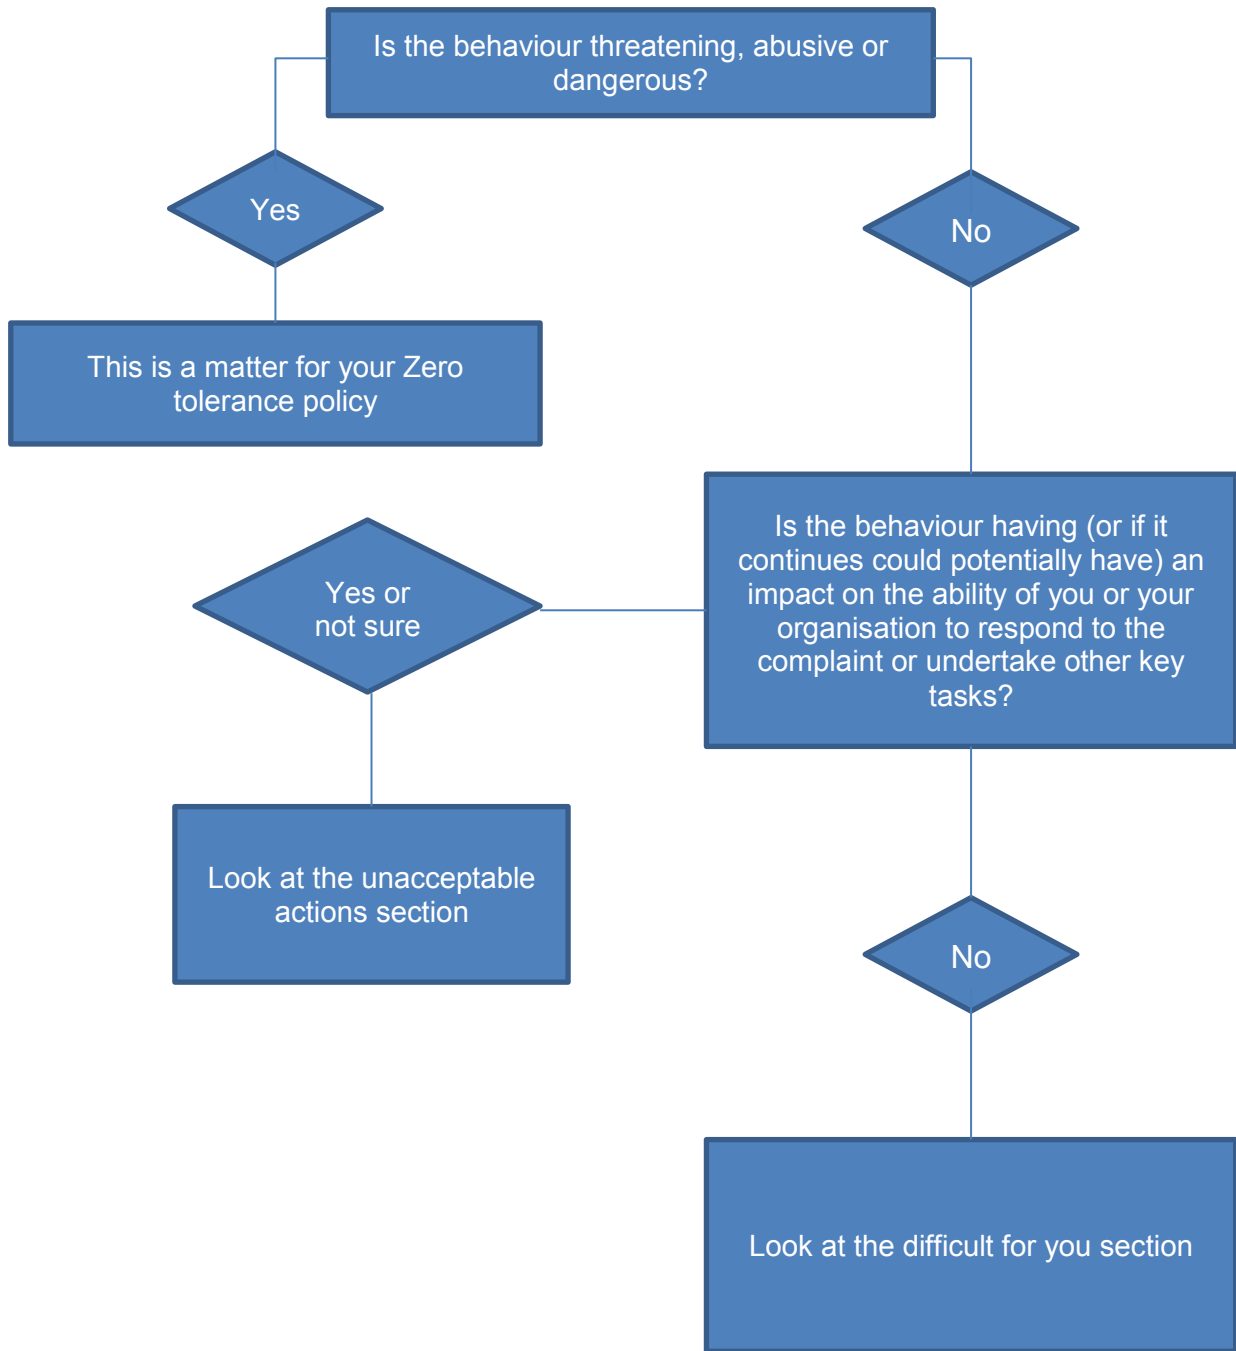 Is the behaviour threatening, abusive or
dangerous?
Yes
No
This is a matter for your Zero
tolerance policy
Is the behaviour having (or if it
continues could potentially have) an
impact on the ability of you or your
organisation to respond to the
complaint or undertake other key
tasks?
Yes or
not sure
Look at the unacceptable
actions section
No
Look at the difficult for you section